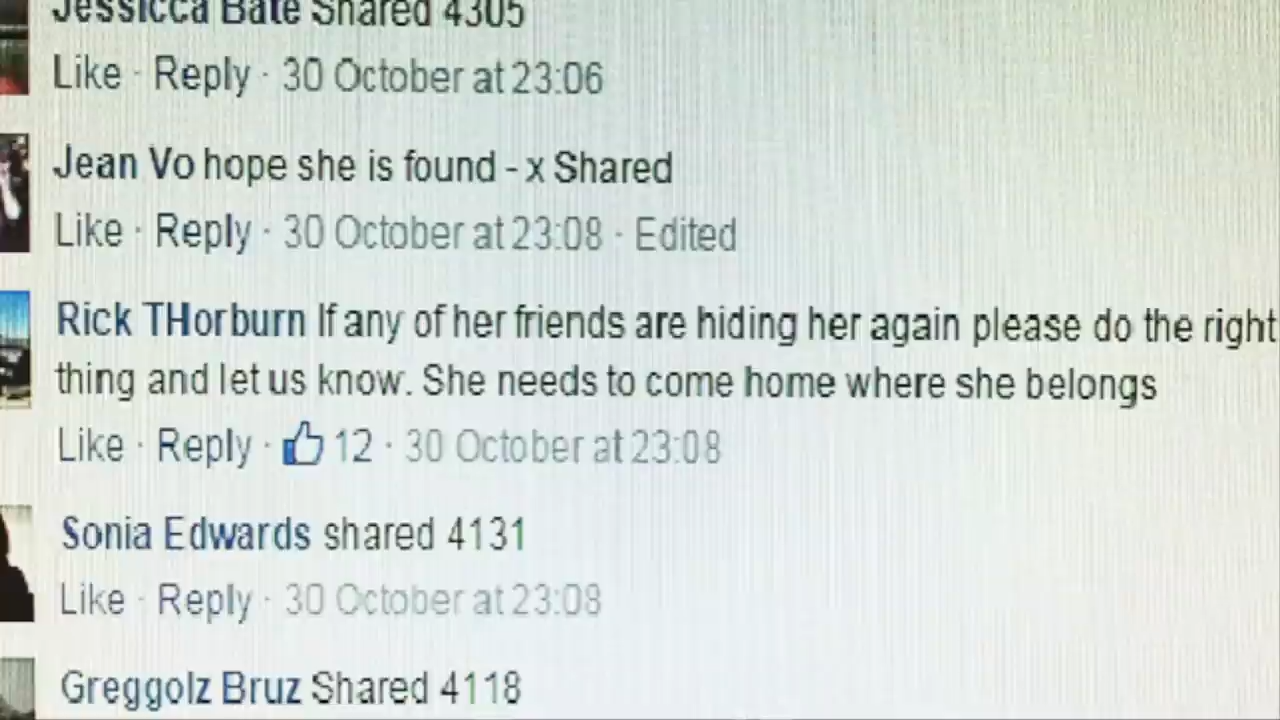 Jessicca Bate Shared 4305
Like · Reply · 30 October at 23:06
Jean Vo hope she is found - x Shared
Like · Reply · 30 October at 23:08 · Edited
Rick THorburn If any of her friends are hiding her again please do the right
thing and let us know. She needs to come home where she belongs
Like · Reply · 12 · 30 October at 23:08
Sonia Edwards shared 4131
Like · Reply · 30 October at 23:08
Greggolz Bruz Shared 4118